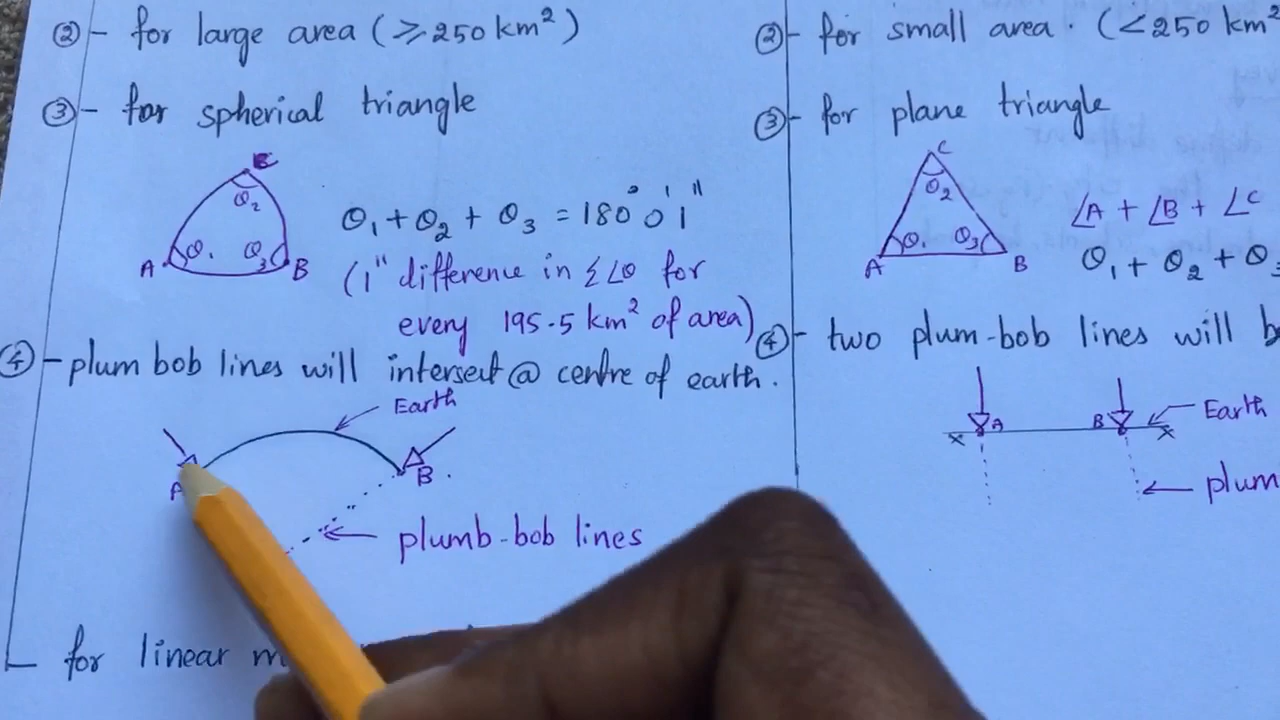 ② - for large area (⩾250 km²)
③ - for spherical triangle
C
θ₂
θ₁ θ₃
A B
θ₁ + θ₂ + θ₃ = 180° 0' 1"
(1" difference in ΣLθ for
every 195.5 km² of area)
④ - plum bob lines will intersect @ centre of earth.
Earth
A B.
plumb-bob lines
for linear
② - for small area. (<250 km²
③ - for plane triangle
C
θ₂
θ₁ θ₃
A B
∠A + ∠B + ∠C
θ₁ + θ₂ + θ₃
④ - two plum-bob lines will
A B Earth
x x
plum